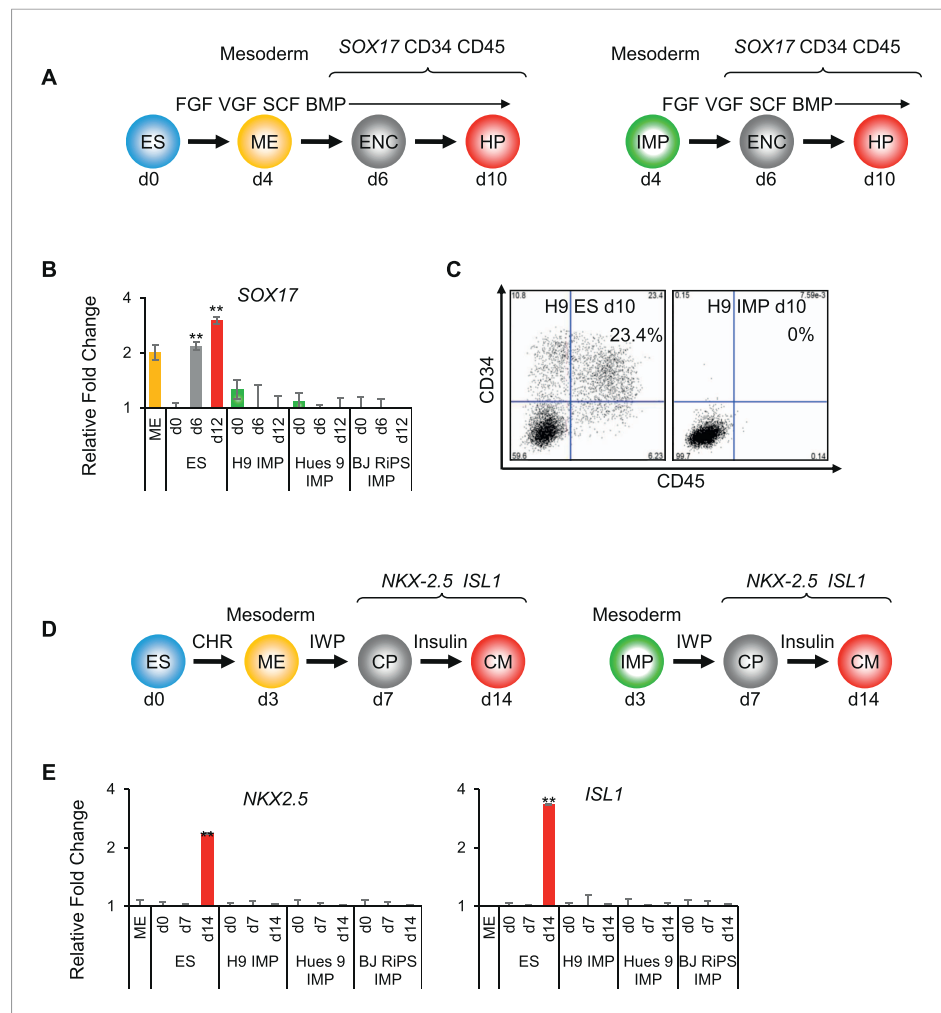 A
Mesoderm
SOX17 CD34 CD45
FGF VGF SCF BMP
ES
ME
ENC
HP
d0
d4
d6
d10
Mesoderm
SOX17 CD34 CD45
FGF VGF SCF BMP
IMP
ENC
HP
d4
d6
d10
B
SOX17
Relative Fold Change
4
2
1
**
**
ME
d0
d6
d12
d0
d6
d12
d0
d6
d12
d0
d6
d12
ES
H9 IMP
Hues 9 IMP
BJ RiPS IMP
C
CD34
10.8
23.4
H9 ES d10
23.4%
59.6
6.23
0.15
7.59e-3
H9 IMP d10
0%
99.7
0.14
CD45
D
NKX-2.5 ISL1
Mesoderm
CHR
IWP
Insulin
ES
ME
CP
CM
d0
d3
d7
d14
NKX-2.5 ISL1
Mesoderm
IWP
Insulin
IMP
CP
CM
d3
d7
d14
E
NKX2.5
Relative Fold Change
4
2
1
**
ME
d0
d7
d14
d0
d7
d14
d0
d7
d14
d0
d7
d14
ES
H9 IMP
Hues 9 IMP
BJ RiPS IMP
ISL1
4
2
1
**
ME
d0
d7
d14
d0
d7
d14
d0
d7
d14
d0
d7
d14
ES
H9 IMP
Hues 9 IMP
BJ RiPS IMP